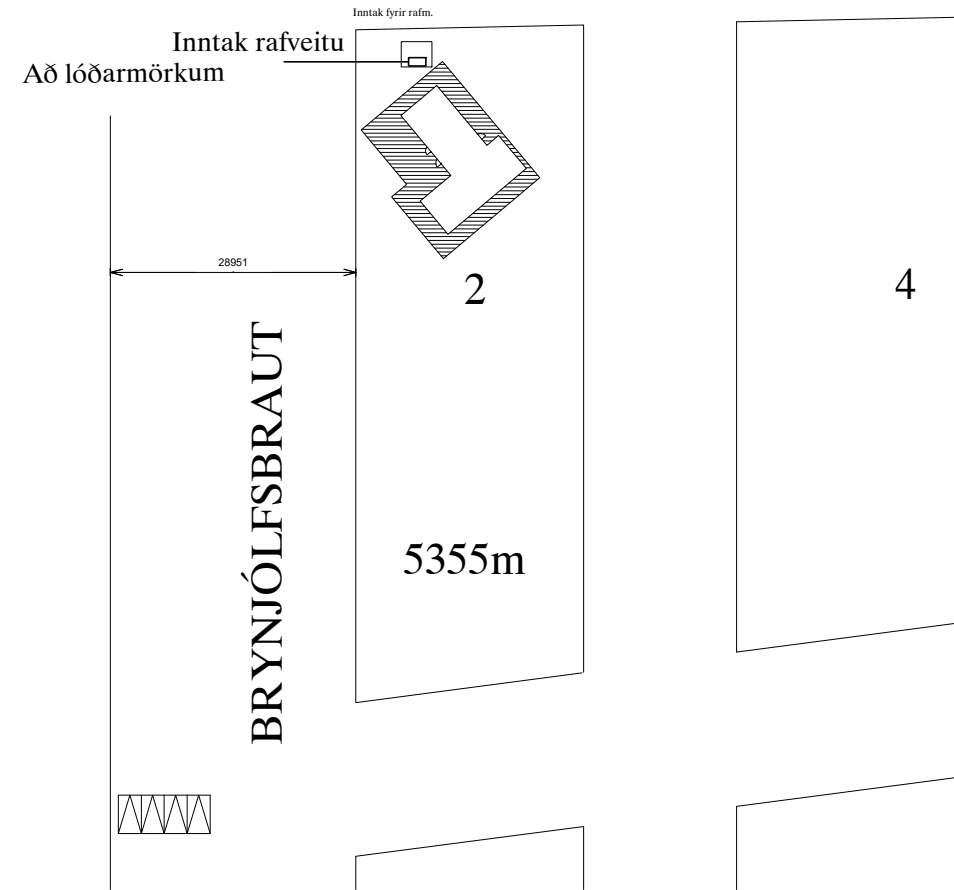 Inntak fyrir rafm.
Inntak rafveitu
Að lóðarmörkum
28951
2
4
BRYNJÓLFSBRAUT
5355m